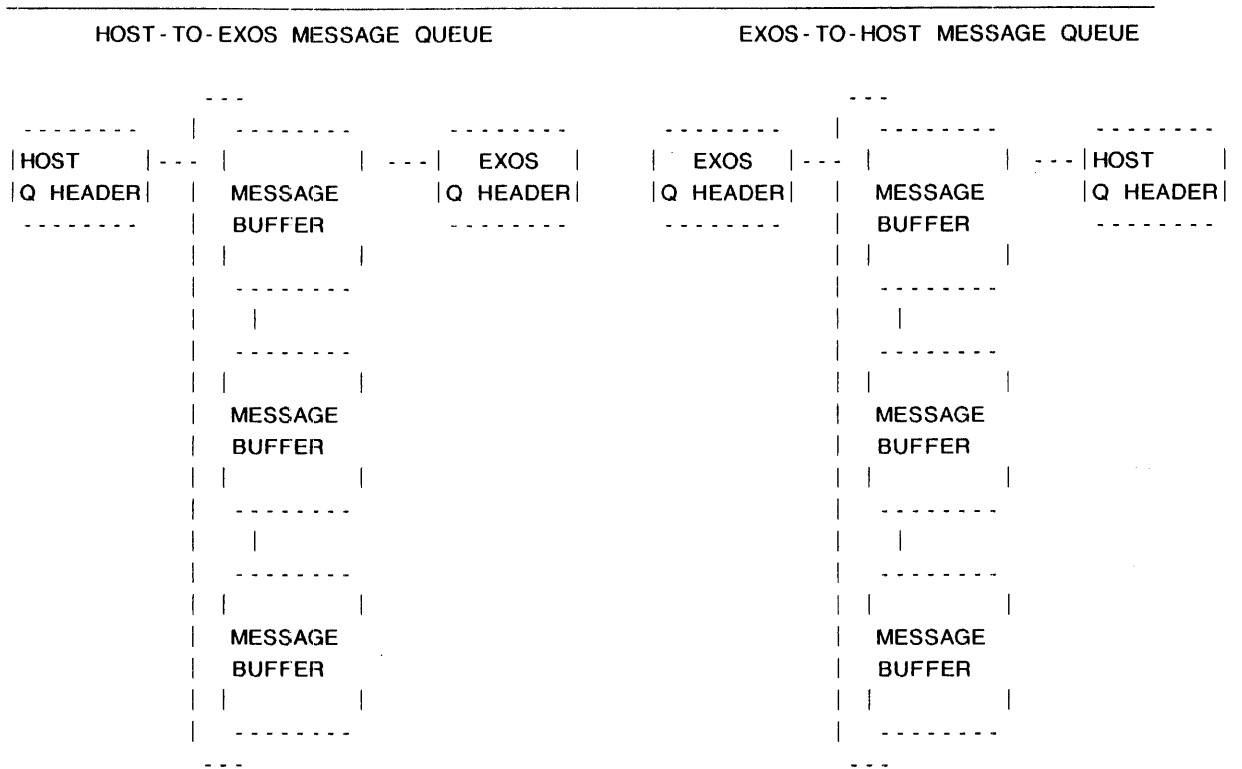 HOST-TO-EXOS MESSAGE QUEUE EXOS-TO-HOST MESSAGE QUEUE
HOST EXOS EXOS HOST
Q HEADER MESSAGE Q HEADER Q HEADER MESSAGE Q HEADER
BUFFER BUFFER
MESSAGE MESSAGE
BUFFER BUFFER
MESSAGE MESSAGE
BUFFER BUFFER